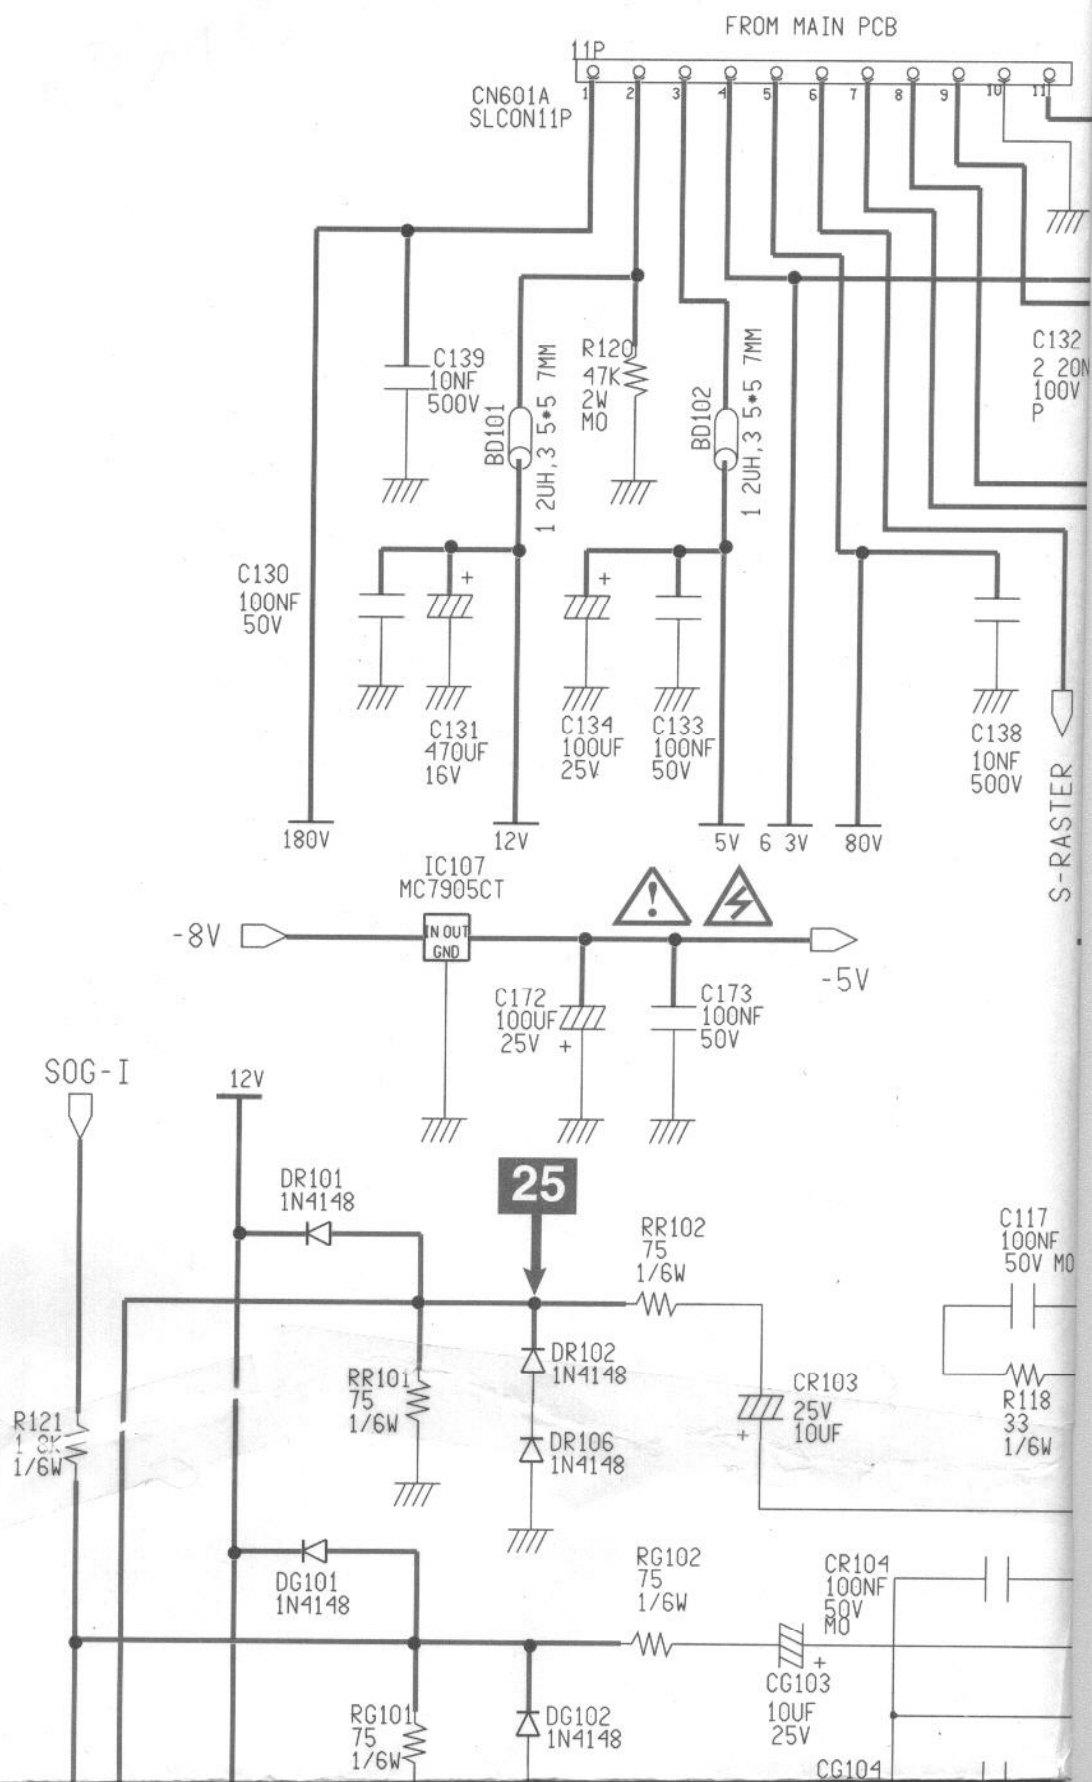 FROM MAIN PCB
11P
CN601A
SLCON11P
1 2 3 4 5 6 7 8 9 10 11
C139
10NF
500V
BD101
1 2UH,3 5*5 7MM
R120
47K
2W
MO
BD102
1 2UH,3 5*5 7MM
C132
2 20N
100V
P
C130
100NF
50V
+
+
C131
470UF
16V
C134
100UF
25V
C133
100NF
50V
C138
10NF
500V
S-RASTER
180V
12V
5V
6 3V
80V
IC107
MC7905CT
-8V
IN OUT
GND
!
-5V
C172
100UF
25V
+
C173
100NF
50V
SOG-I
12V
25
DR101
1N4148
RR102
75
1/6W
C117
100NF
50V MO
DR102
1N4148
RR101
75
1/6W
CR103
25V
10UF
+
R118
33
1/6W
R121
1 8K
1/6W
DR106
1N4148
DG101
1N4148
RG102
75
1/6W
CR104
100NF
50V
MO
+
CG103
10UF
25V
RG101
75
1/6W
DG102
1N4148
CG104